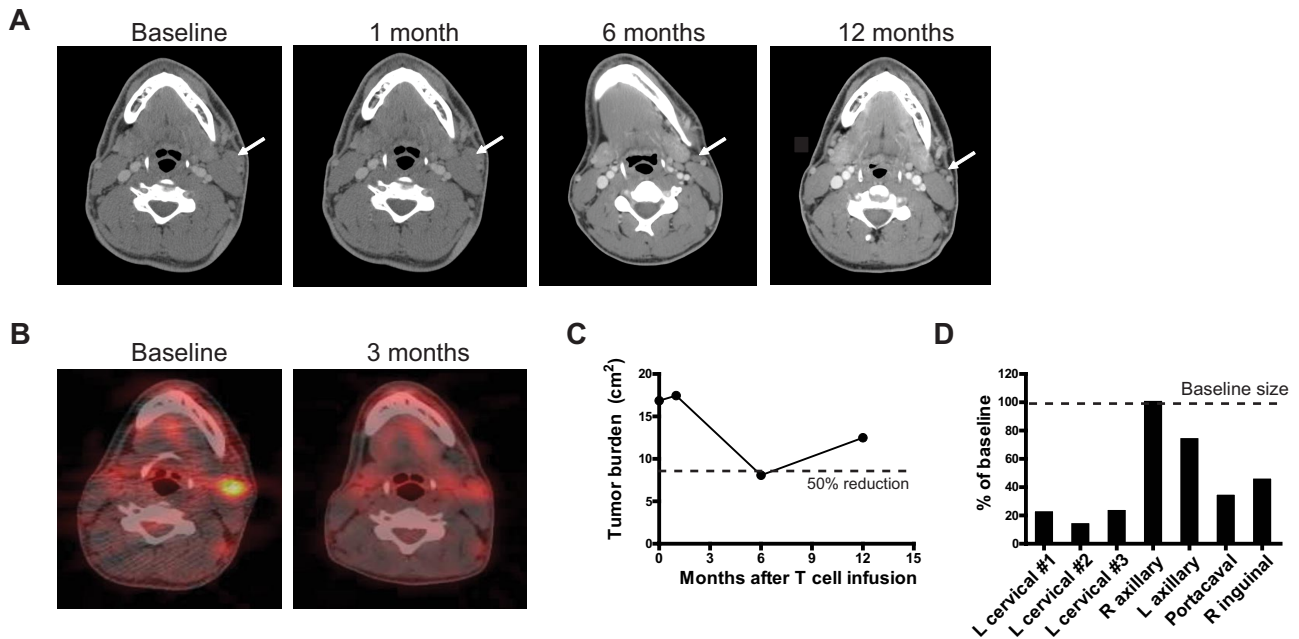 A
Baseline
1 month
6 months
12 months
B
Baseline
3 months
C
Tumor burden (cm2)
20
15
10
5
0
50% reduction
0
3
6
9
12
15
Months after T cell infusion
D
% of baseline
120
100
80
60
40
20
0
Baseline size
L cervical #1
L cervical #2
L cervical #3
R axillary
L axillary
Portacaval
R inguinal